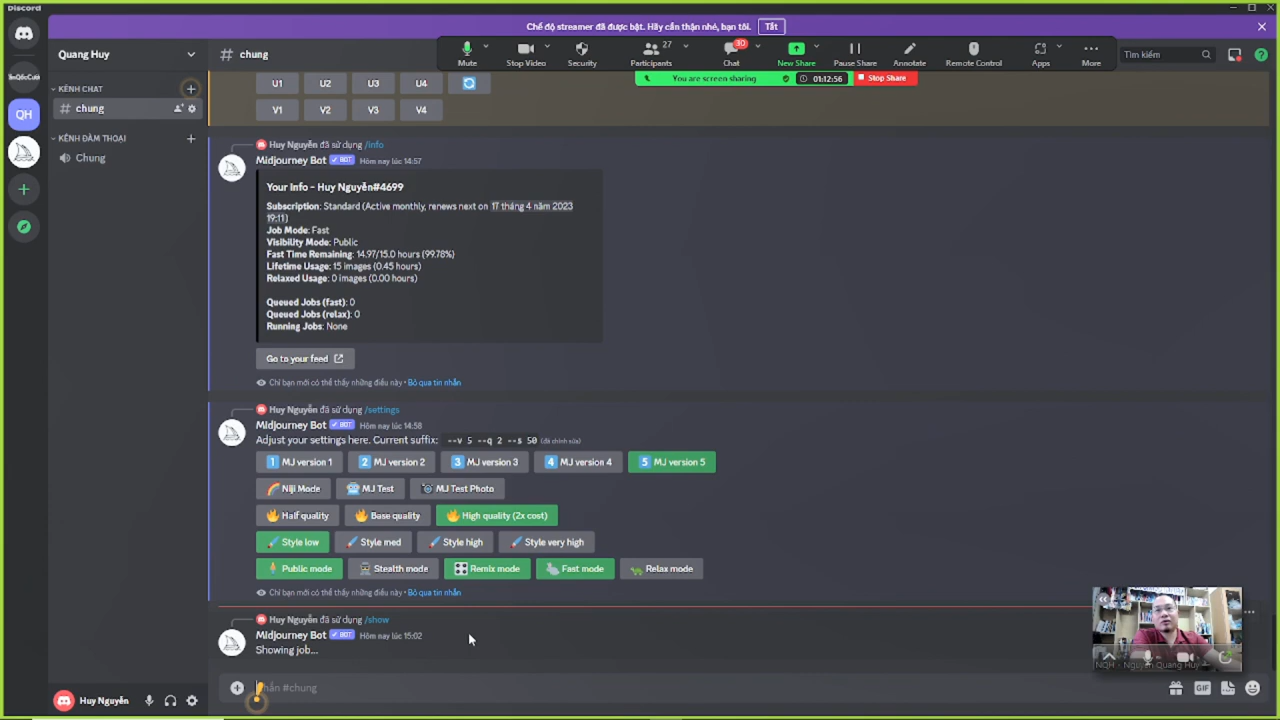 Discord
Chế độ streamer đã được bật. Hãy cẩn thận nhé, bạn tôi.
Tắt
Quang Huy
# chung
Mute
Stop Video
Security
27
Participants
30
Chat
New Share
Pause Share
Annotate
Remote Control
Apps
More
Tìm kiếm
You are screen sharing
01:12:56
Stop Share
KÊNH CHAT
# chung
KÊNH ĐÀM THOẠI
Chung
QH
U1 U2 U3 U4
V1 V2 V3 V4
Huy Nguyễn đã sử dụng /info
Midjourney Bot BOT Hôm nay lúc 14:57
Your Info - Huy Nguyễn#4699
Subscription: Standard (Active monthly, renews next on 17 tháng 4 năm 2023
19:11)
Job Mode: Fast
Visibility Mode: Public
Fast Time Remaining: 14.97/15.0 hours (99.78%)
Lifetime Usage: 15 images (0.45 hours)
Relaxed Usage: 0 images (0.00 hours)
Queued Jobs (fast): 0
Queued Jobs (relax): 0
Running Jobs: None
Go to your feed
Chỉ bạn mới có thể thấy những điều này • Bỏ qua tin nhắn
Huy Nguyễn đã sử dụng /settings
Midjourney Bot BOT Hôm nay lúc 14:58
Adjust your settings here. Current suffix: --v 5 --q 2 --s 50 (đã chỉnh sửa)
1 MJ version 1 2 MJ version 2 3 MJ version 3 4 MJ version 4 5 MJ version 5
Niji Mode MJ Test MJ Test Photo
Half quality Base quality High quality (2x cost)
Style low Style med Style high Style very high
Public mode Stealth mode Remix mode Fast mode Relax mode
Chỉ bạn mới có thể thấy những điều này • Bỏ qua tin nhắn
Huy Nguyễn đã sử dụng /show
Midjourney Bot BOT Hôm nay lúc 15:02
Showing job...
nhắn #chung
GIF
Huy Nguyễn
NQH - Nguyễn Quang Huy